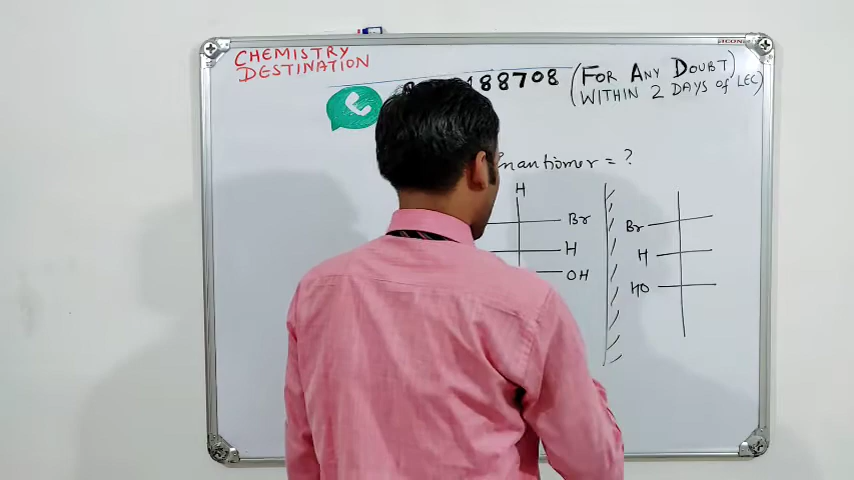 CHEMISTRY
DESTINATION
88708 (FOR ANY DOUBT
WITHIN 2 DAYS of LEC)
nantiomer = ?
H
Br
H
OH
Br
H
HO